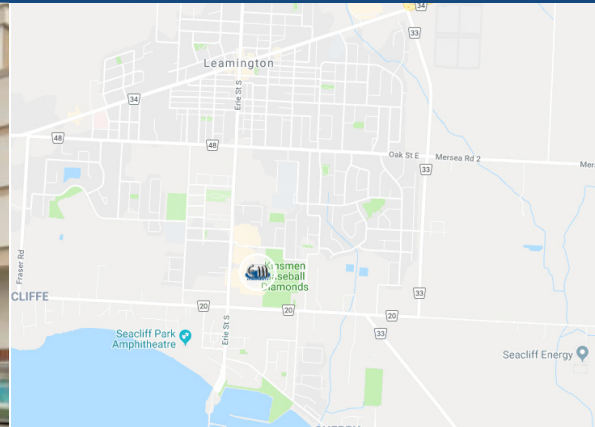 34
33
Leamington
Erie St S
34
48
48
Oak St E
Mersea Rd 2
33
Fraser Rd
Kinsmen
Baseball
Diamonds
CLIFFE
33
20
20
20
33
Seacliff Park
Amphitheatre
Erie St S
Seacliff Energy